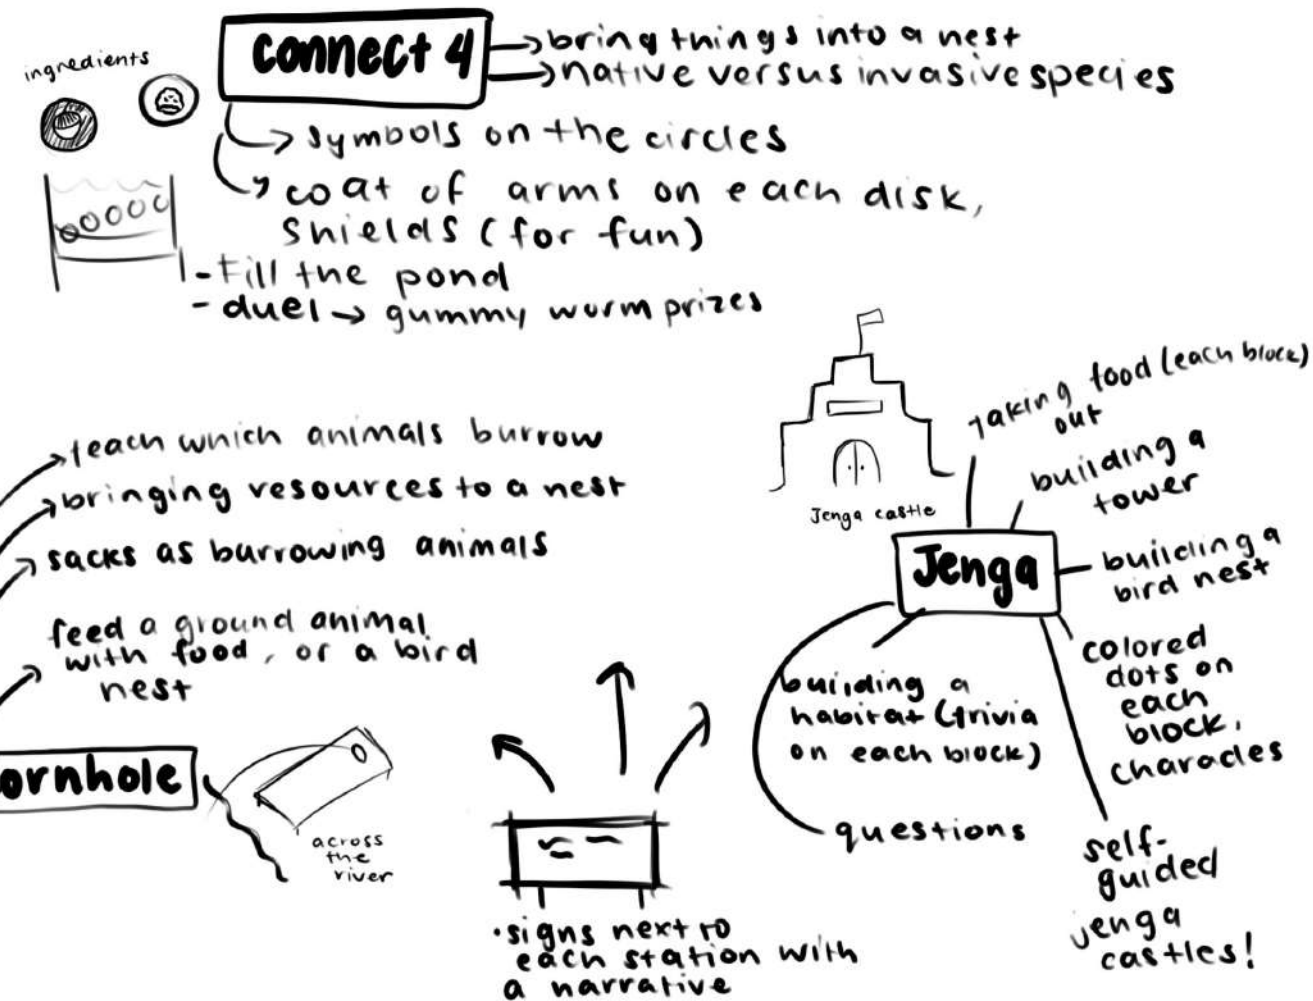 ingredients
connect 4
bring things into a nest
native versus invasive species
symbols on the circles
coat of arms on each disk,
shields (for fun)
- fill the pond
- duel → gummy worm prizes
teach which animals burrow
bringing resources to a nest
sacks as burrowing animals
feed a ground animal
with food, or a bird
nest
ornhole
across
the
river
• signs next to
each station with
a narrative
Jenga castle
Jenga
taking food (each block)
out
building a
tower
building a
bird nest
colored
dots on
each
block,
charades
self-
guided
jenga
castles!
building a
habitat (trivia
on each block)
questions